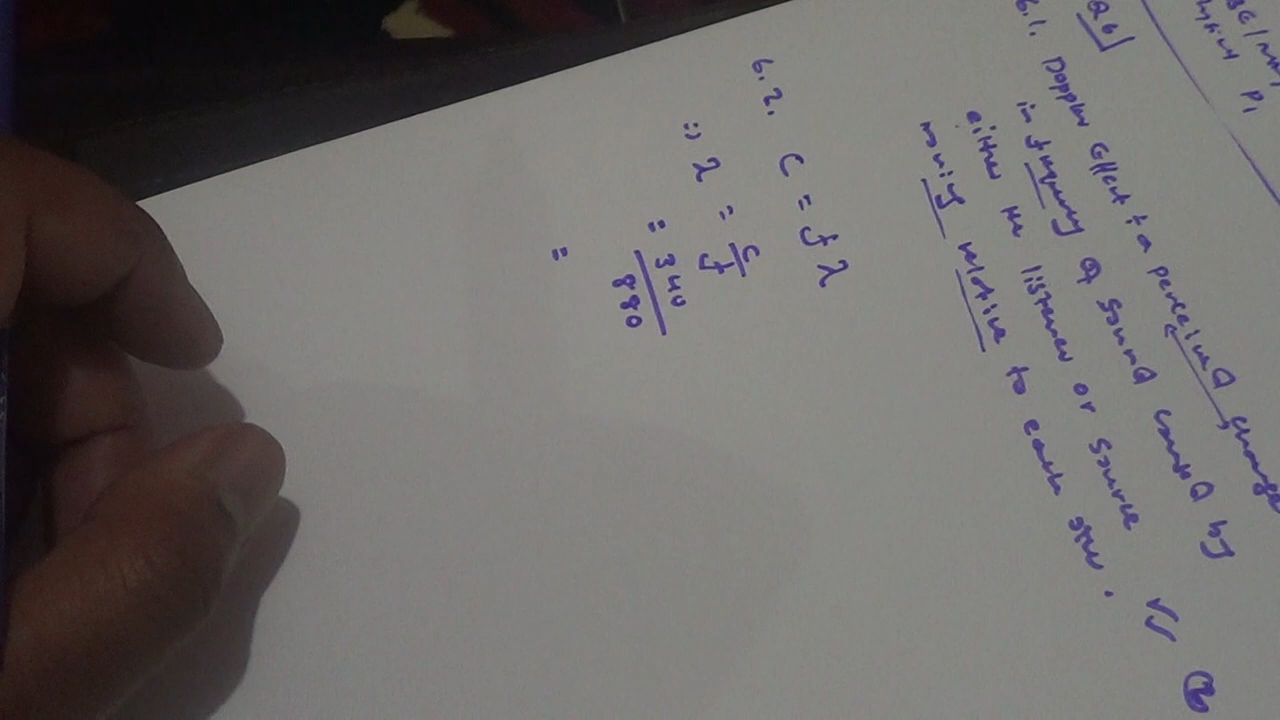 P1
Q6
6.1. Doppler Effect is a perceived change
in frequency of sound caused by
either the listener or source
moving relative to each other.
6.2. C = f λ
∴ λ = c/f
= 340/880
=